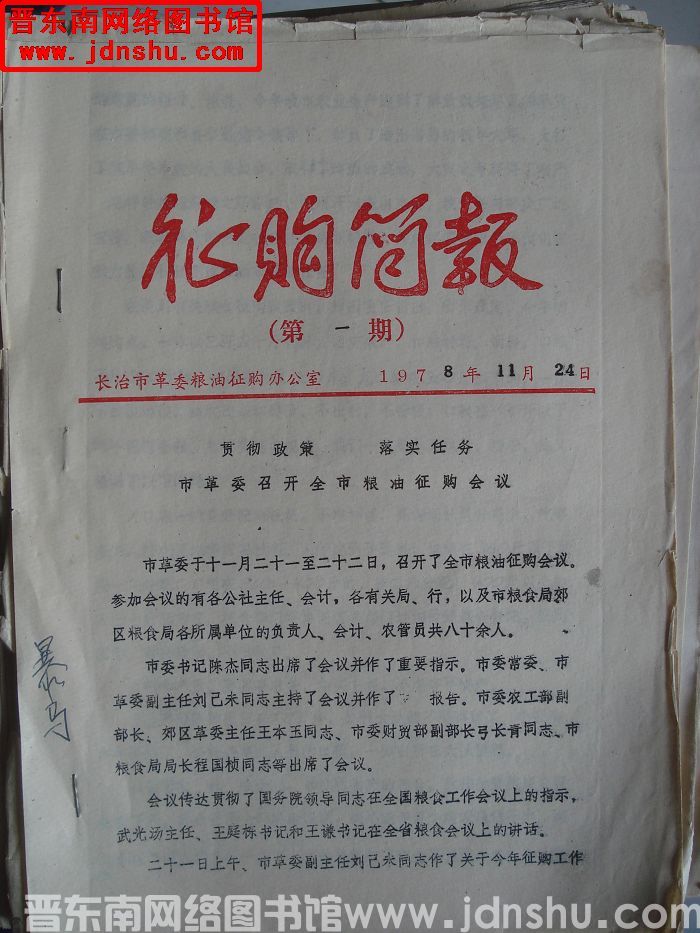 晋东南网络图书馆
www.jdnshu.com
征购简报
(第一期)
长治市革委粮油征购办公室 1978年11月24日
贯彻政策 落实任务
市革委召开全市粮油征购会议
市革委于十一月二十一至二十二日，召开了全市粮油征购会议。
参加会议的有各公社主任、会计，各有关局、行，以及市粮食局郊
区粮食局各所属单位的负责人、会计、农管员共八十余人。
市委书记陈杰同志出席了会议并作了重要指示。市委常委、市
革委副主任刘己米同志主持了会议并作了 报告。市委农工部副
部长、郊区革委主任王本玉同志、市委财贸部副部长弓长肯同志、市
粮食局局长程国桢同志等出席了会议。
会议传达贯彻了国务院领导同志在全国粮食工作会议上的指示，
武光汤主任、王庭栋书记和王谦书记在全省粮食会议上的讲话。
二十一日上午、市革委副主任刘己米同志作了关于今年征购工作
晋东南网络图书馆www.jdnshu.com